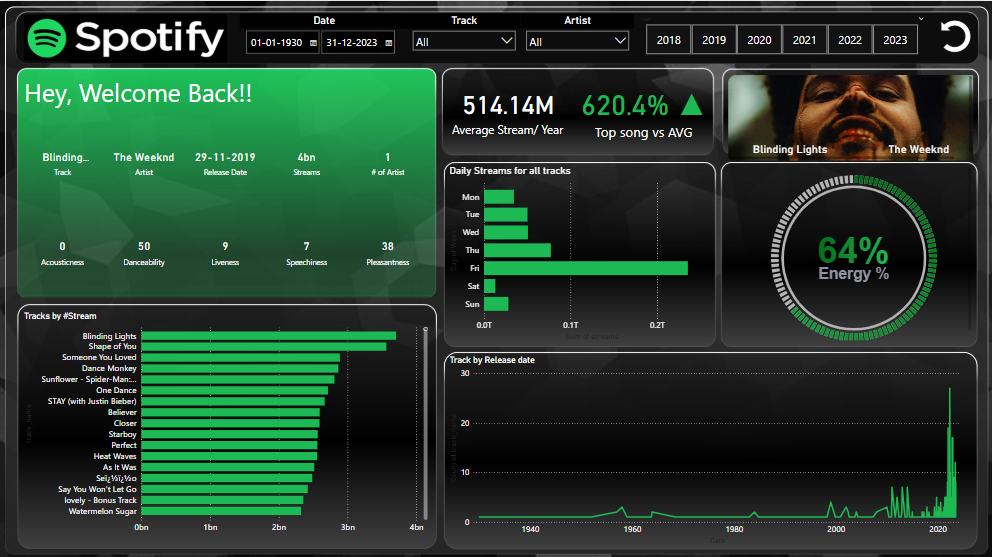 Spotify
Date
01-01-1930 31-12-2023
Track
All
Artist
All
2018 2019 2020 2021 2022 2023
Hey, Welcome Back!!
Blinding... The Weeknd 29-11-2019 4bn 1
Track Artist Release Date Streams # of Artist
0 50 9 7 38
Acousticness Danceability Liveness Speechiness Pleasantness
514.14M 620.4% ▲
Average Stream/ Year Top song vs AVG
Blinding Lights The Weeknd
Daily Streams for all tracks
Mon
Tue
Wed
Thu
Fri
Sat
Sun
0.0T 0.1T 0.2T
64%
Energy %
Tracks by #Stream
Blinding Lights
Shape of You
Someone You Loved
Dance Monkey
Sunflower - Spider-Man:...
One Dance
STAY (with Justin Bieber)
Believer
Closer
Starboy
Perfect
Heat Waves
As It Was
Seï¿½ï¿½o
Say You Won't Let Go
lovely - Bonus Track
Watermelon Sugar
0bn 1bn 2bn 3bn 4bn
Track by Release date
30
20
10
0
1940 1960 1980 2000 2020
Date